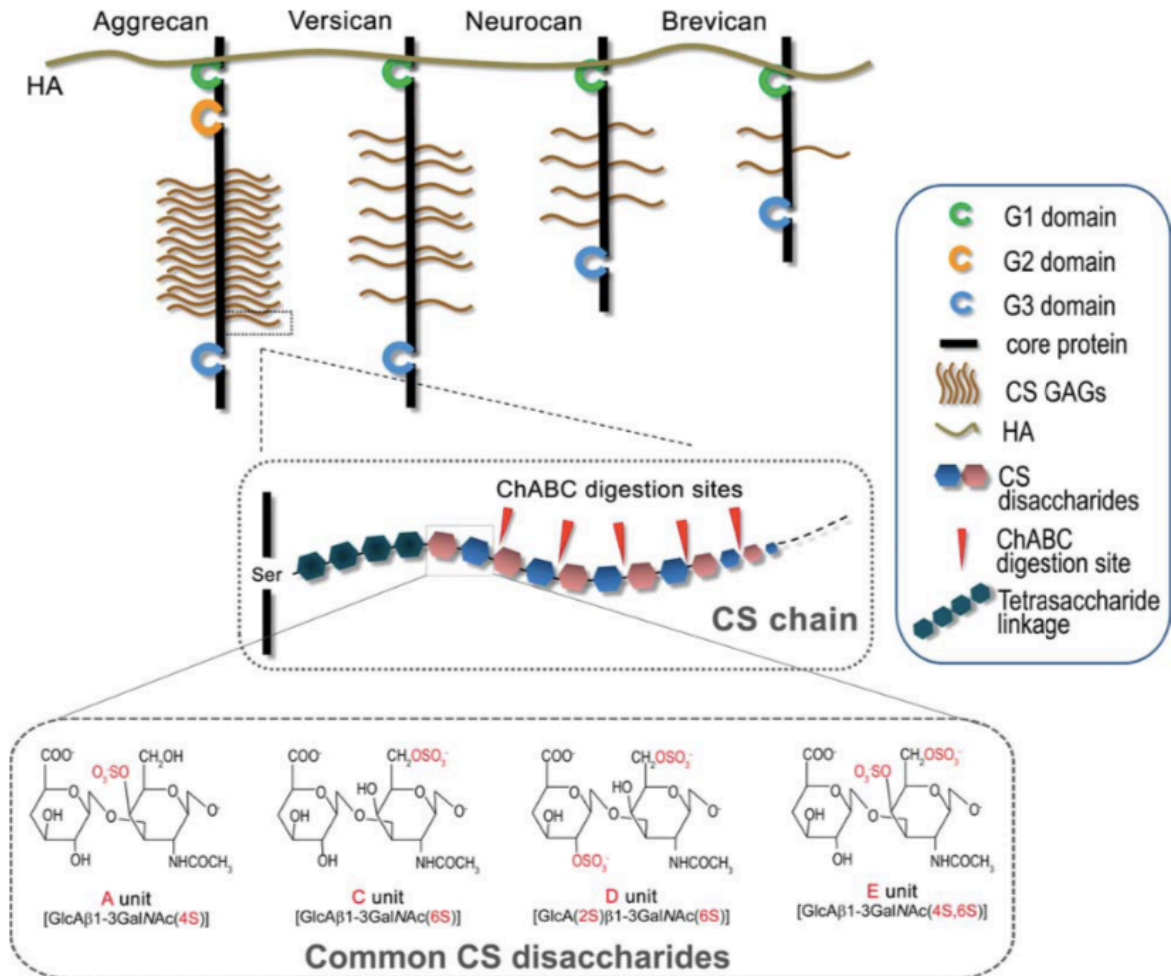 Aggrecan
Versican
Neurocan
Brevican
HA
G1 domain
G2 domain
G3 domain
core protein
CS GAGs
HA
CS
disaccharides
ChABC
digestion site
Tetrasaccharide
linkage
ChABC digestion sites
Ser
CS chain
COO⁻
O₃⁻SO
CH₂OH
O
O
O
O⁻
OH
OH
NHCOCH₃
A unit
[GlcAβ1-3GalNAc(4S)]
COO⁻
CH₂OSO₃⁻
HO
O
O
O
O⁻
OH
OH
NHCOCH₃
C unit
[GlcAβ1-3GalNAc(6S)]
COO⁻
CH₂OSO₃⁻
HO
O
O
O
O⁻
OH
OSO₃⁻
NHCOCH₃
D unit
[GlcA(2S)β1-3GalNAc(6S)]
COO⁻
O₃⁻SO
CH₂OSO₃⁻
O
O
O
O⁻
OH
OH
NHCOCH₃
E unit
[GlcAβ1-3GalNAc(4S,6S)]
Common CS disaccharides